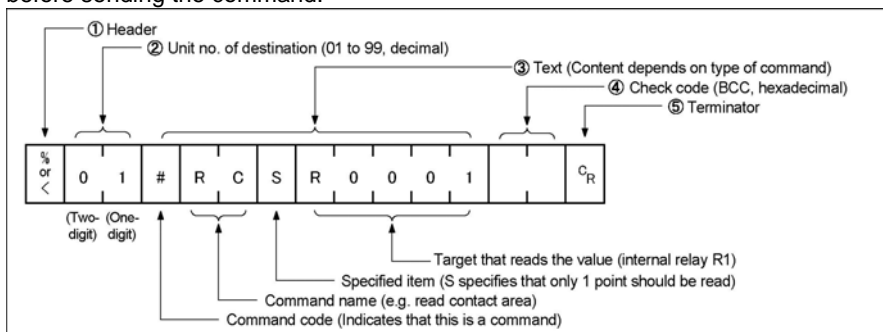 before sending the command.
① Header
② Unit no. of destination (01 to 99, decimal)
③ Text (Content depends on type of command)
④ Check code (BCC, hexadecimal)
⑤ Terminator
% or < 0 1 # R C S R 0 0 0 1 CR
(Two-digit) (One-digit)
Target that reads the value (internal relay R1)
Specified item (S specifies that only 1 point should be read)
Command name (e.g. read contact area)
Command code (Indicates that this is a command)